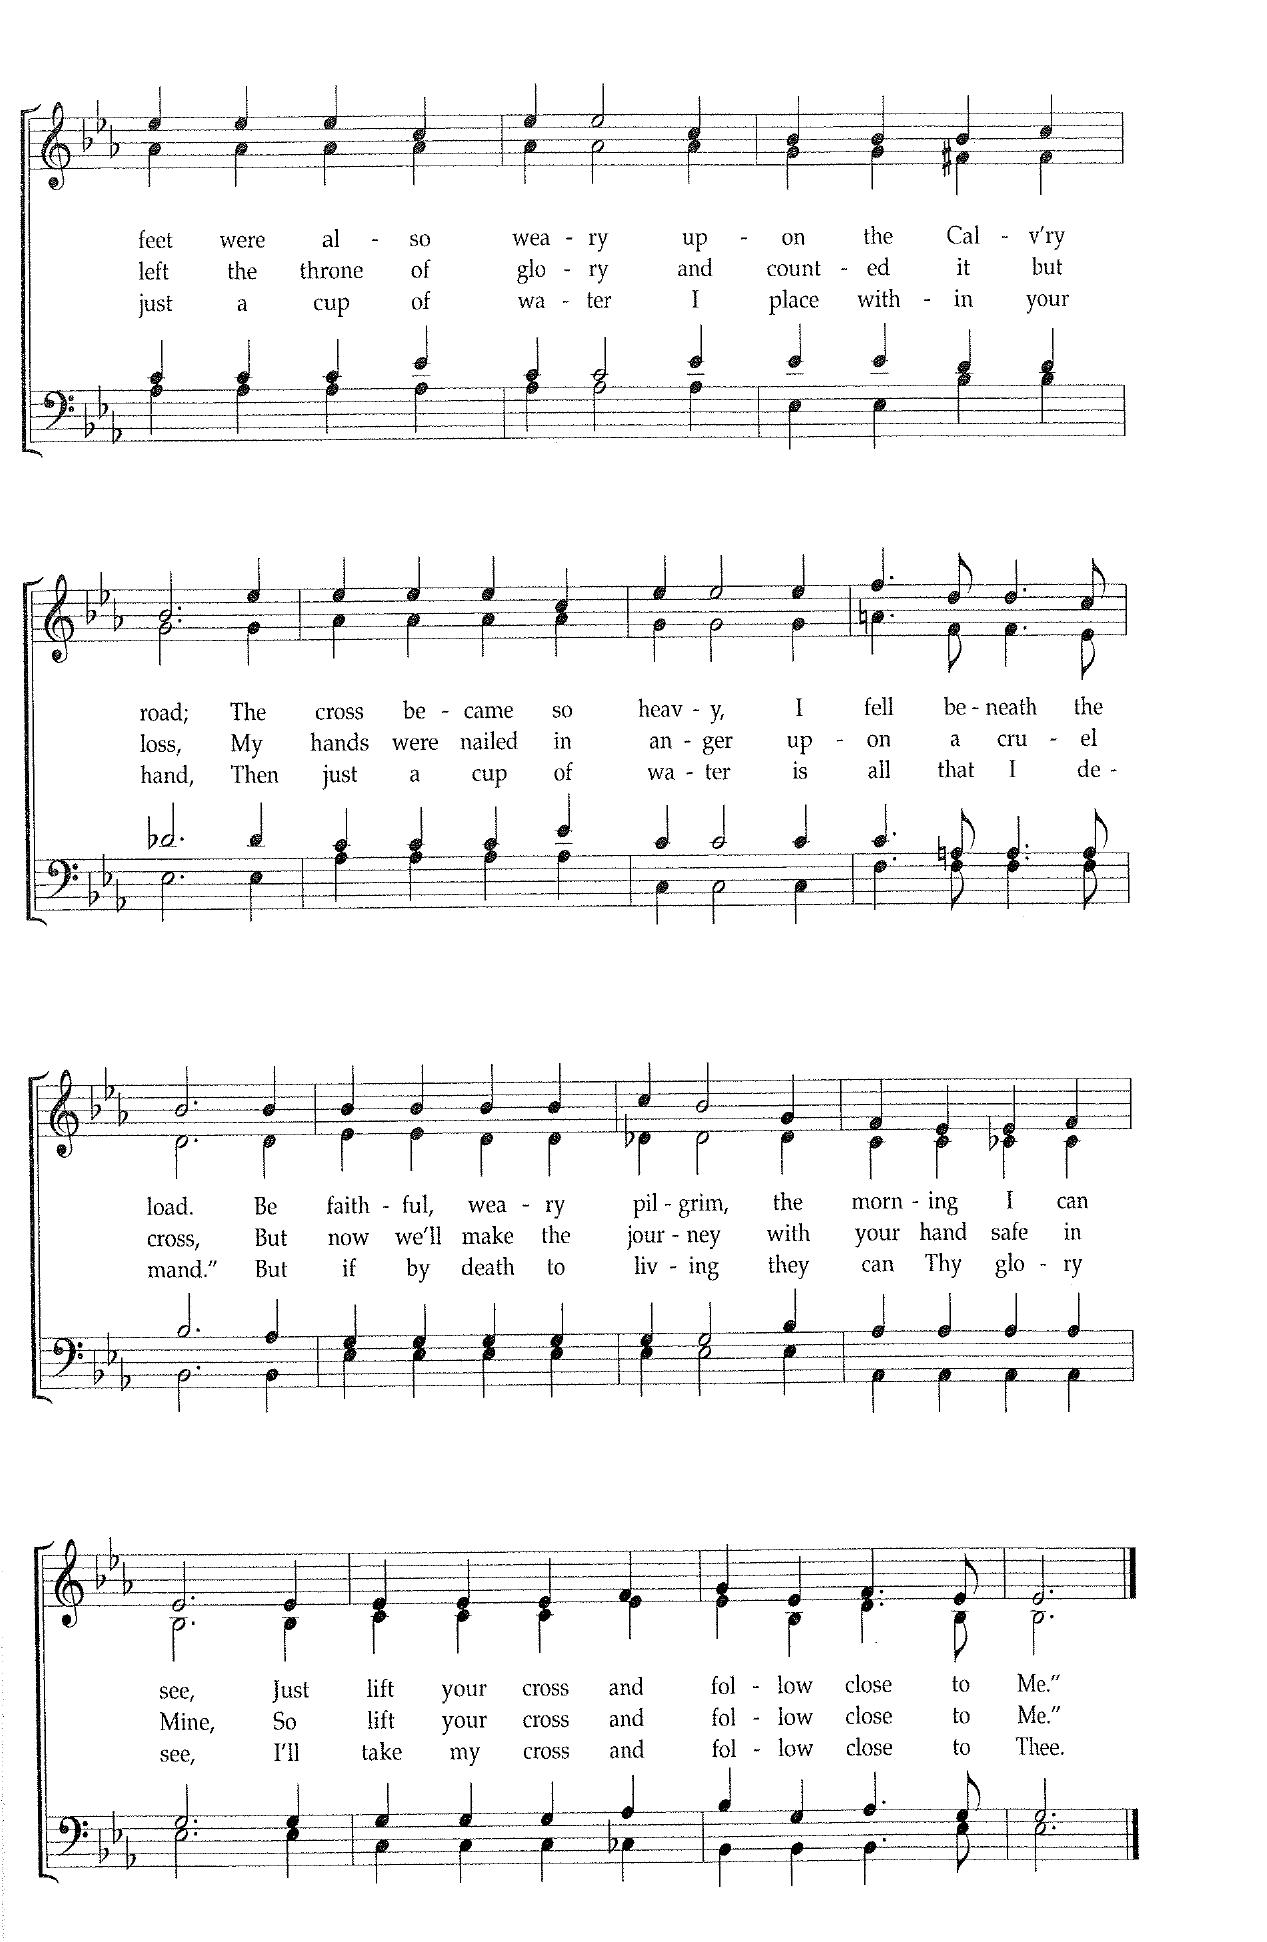 feet were al - so wea - ry up - on the Cal - v'ry
left the throne of glo - ry and count - ed it but
just a cup of wa - ter I place with - in your
road; The cross be - came so heav - y, I fell be - neath the
loss, My hands were nailed in an - ger up - on a cru - el
hand, Then just a cup of wa - ter is all that I de -
load. Be faith - ful, wea - ry pil - grim, the morn - ing I can
cross, But now we'll make the jour - ney with your hand safe in
mand.” But if by death to liv - ing they can Thy glo - ry
see, Just lift your cross and fol - low close to Me.”
Mine, So lift your cross and fol - low close to Me.”
see, I'll take my cross and fol - low close to Thee.